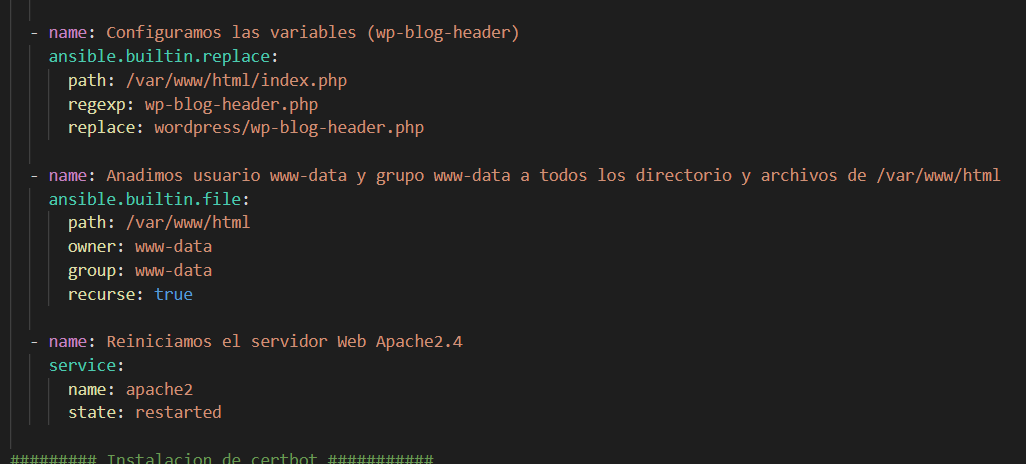 - name: Configuramos las variables (wp-blog-header)
ansible.builtin.replace:
path: /var/www/html/index.php
regexp: wp-blog-header.php
replace: wordpress/wp-blog-header.php
- name: Anadimos usuario www-data y grupo www-data a todos los directorio y archivos de /var/www/html
ansible.builtin.file:
path: /var/www/html
owner: www-data
group: www-data
recurse: true
- name: Reiniciamos el servidor Web Apache2.4
service:
name: apache2
state: restarted
######### Instalacion de certbot ###########